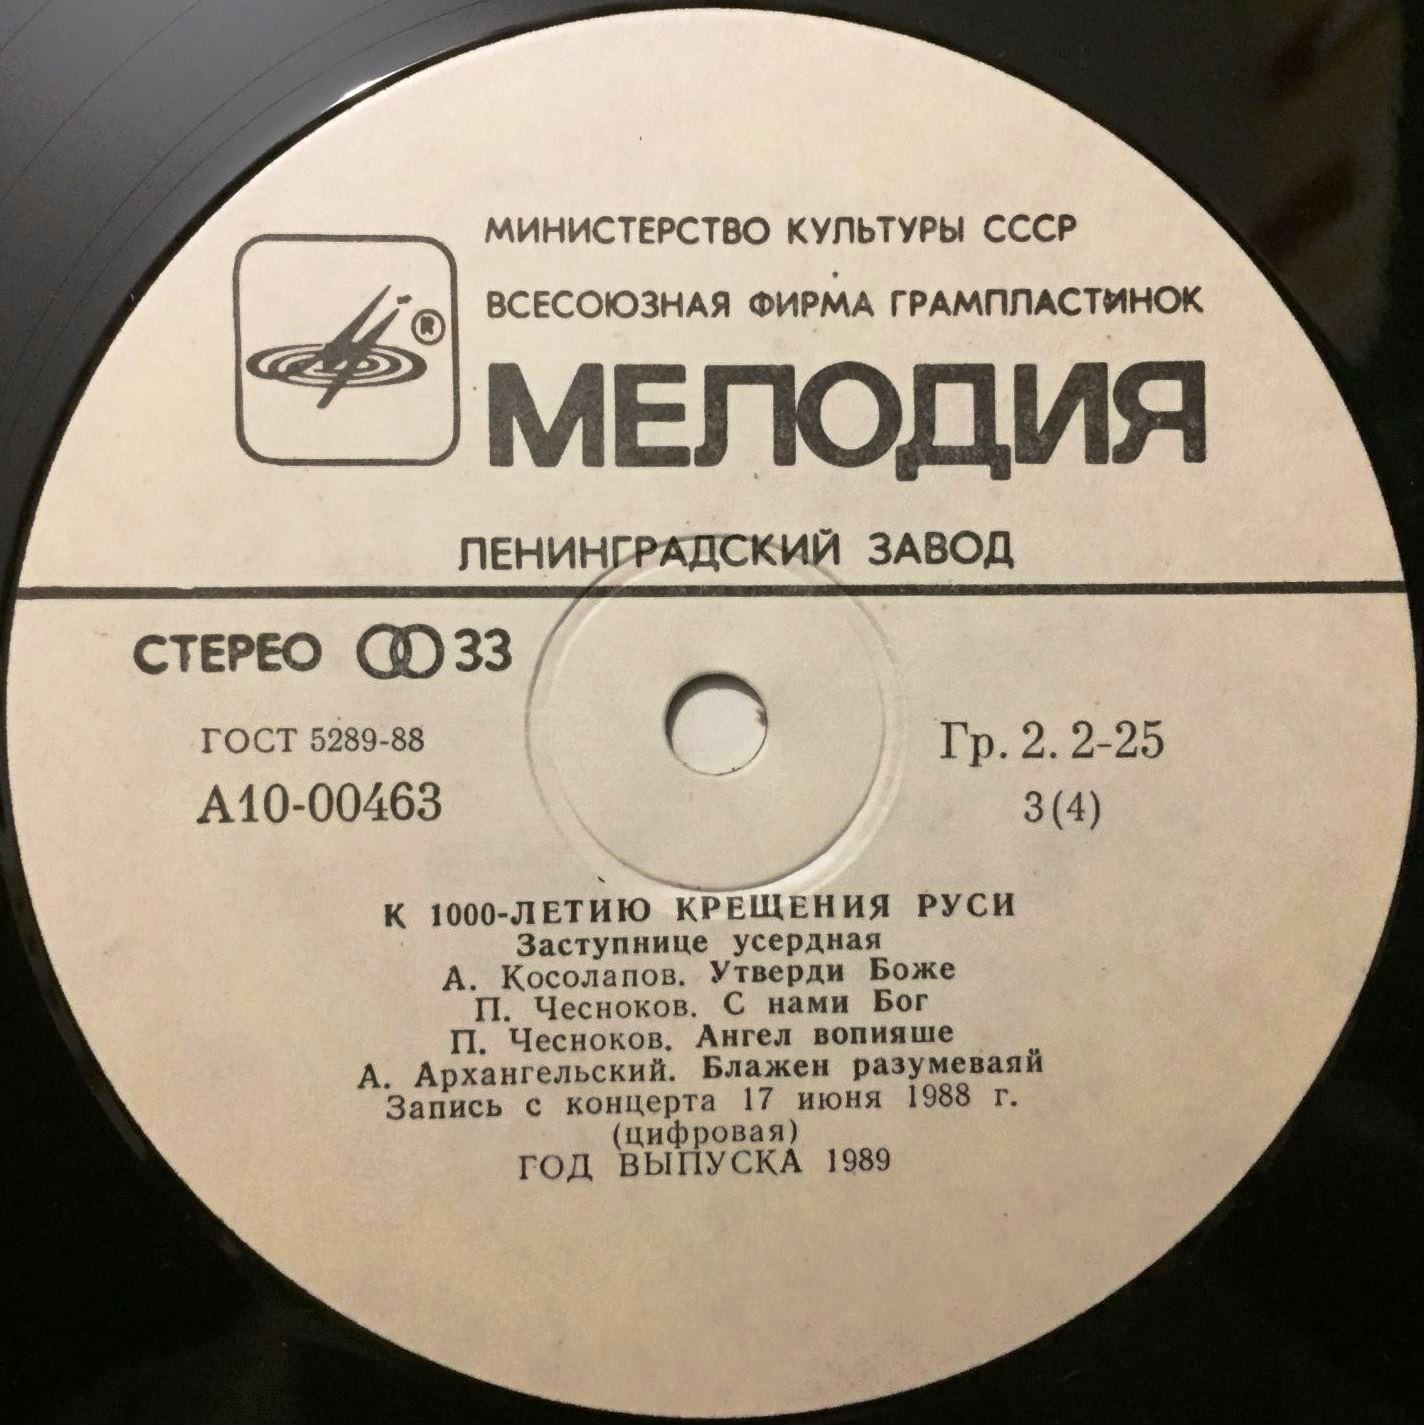 МИНИСТЕРСТВО КУЛЬТУРЫ СССР
ВСЕСОЮЗНАЯ ФИРМА ГРАМПЛАСТИНОК
®
МЕЛОДИЯ
ЛЕНИНГРАДСКИЙ ЗАВОД
СТЕРЕО 33
ГОСТ 5289-88
Гр. 2. 2-25
А10-00463
3(4)
К 1000-ЛЕТИЮ КРЕЩЕНИЯ РУСИ
Заступнице усердная
А. Косолапов. Утверди Боже
П. Чесноков. С нами Бог
П. Чесноков. Ангел вопияше
А. Архангельский. Блажен разумеваяй
Запись с концерта 17 июня 1988 г.
(цифровая)
ГОД ВЫПУСКА 1989